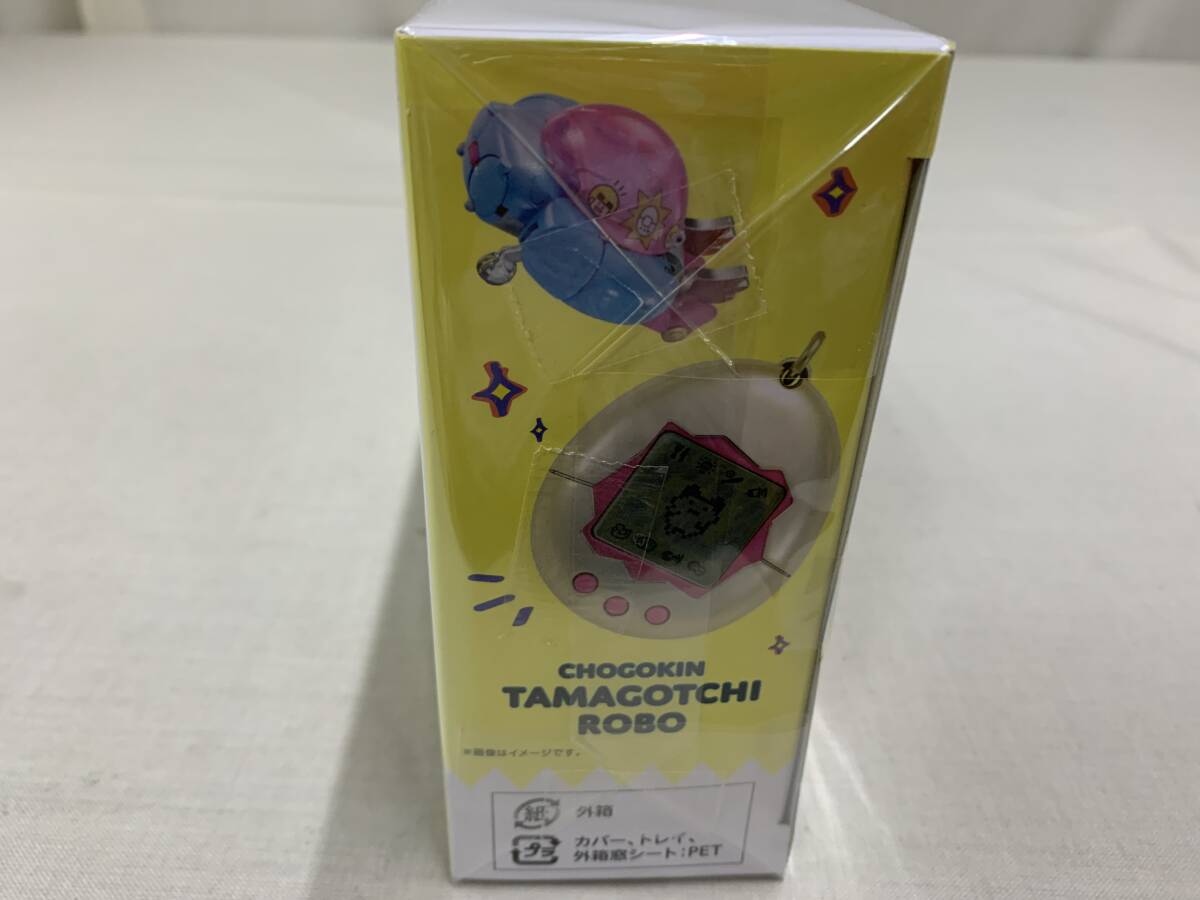 CHOGOKIN
TAMAGOTCHI
ROBO
※画像はイメージです。
紙 外箱
プラ カバー、トレイ、
外箱窓シート:PET